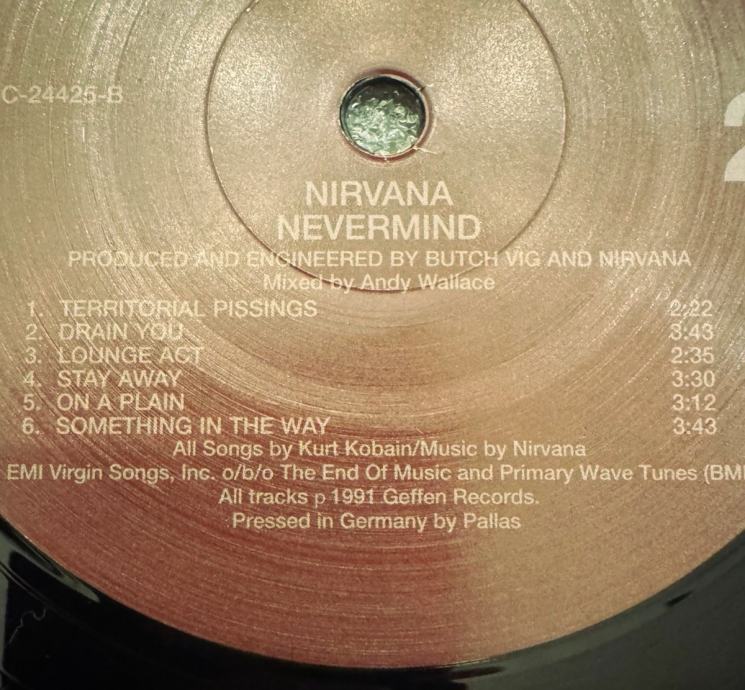 C-24425-B
2
NIRVANA
NEVERMIND
PRODUCED AND ENGINEERED BY BUTCH VIG AND NIRVANA
Mixed by Andy Wallace
1. TERRITORIAL PISSINGS 2:22
2. DRAIN YOU 3:43
3. LOUNGE ACT 2:35
4. STAY AWAY 3:30
5. ON A PLAIN 3:12
6. SOMETHING IN THE WAY 3:43
All Songs by Kurt Kobain/Music by Nirvana
EMI Virgin Songs, Inc. o/b/o The End Of Music and Primary Wave Tunes (BMI
All tracks p 1991 Geffen Records.
Pressed in Germany by Pallas